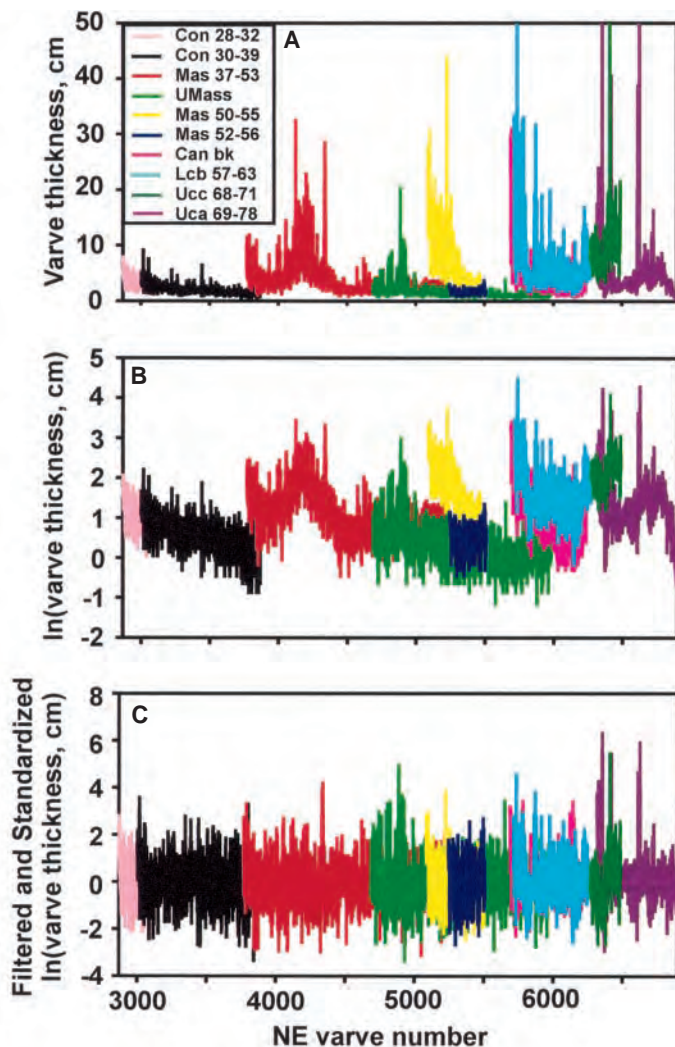 A
Varve thickness, cm
50
40
30
20
10
0
Con 28-32
Con 30-39
Mas 37-53
UMass
Mas 50-55
Mas 52-56
Can bk
Lcb 57-63
Ucc 68-71
Uca 69-78
B
ln(varve thickness, cm)
5
4
3
2
1
0
-1
-2
C
Filtered and Standardized
ln(varve thickness, cm)
8
6
4
2
0
-2
-4
3000 4000 5000 6000
NE varve number